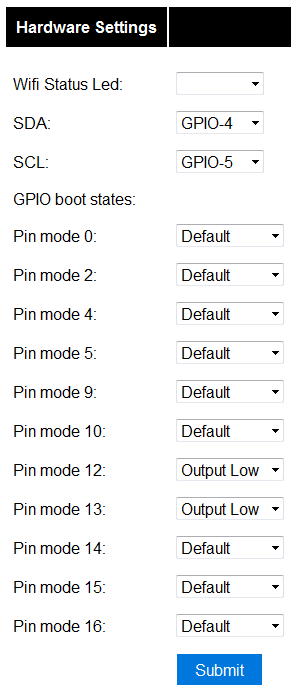 Hardware Settings
Wifi Status Led:
SDA: GPIO-4
SCL: GPIO-5
GPIO boot states:
Pin mode 0: Default
Pin mode 2: Default
Pin mode 4: Default
Pin mode 5: Default
Pin mode 9: Default
Pin mode 10: Default
Pin mode 12: Output Low
Pin mode 13: Output Low
Pin mode 14: Default
Pin mode 15: Default
Pin mode 16: Default
Submit